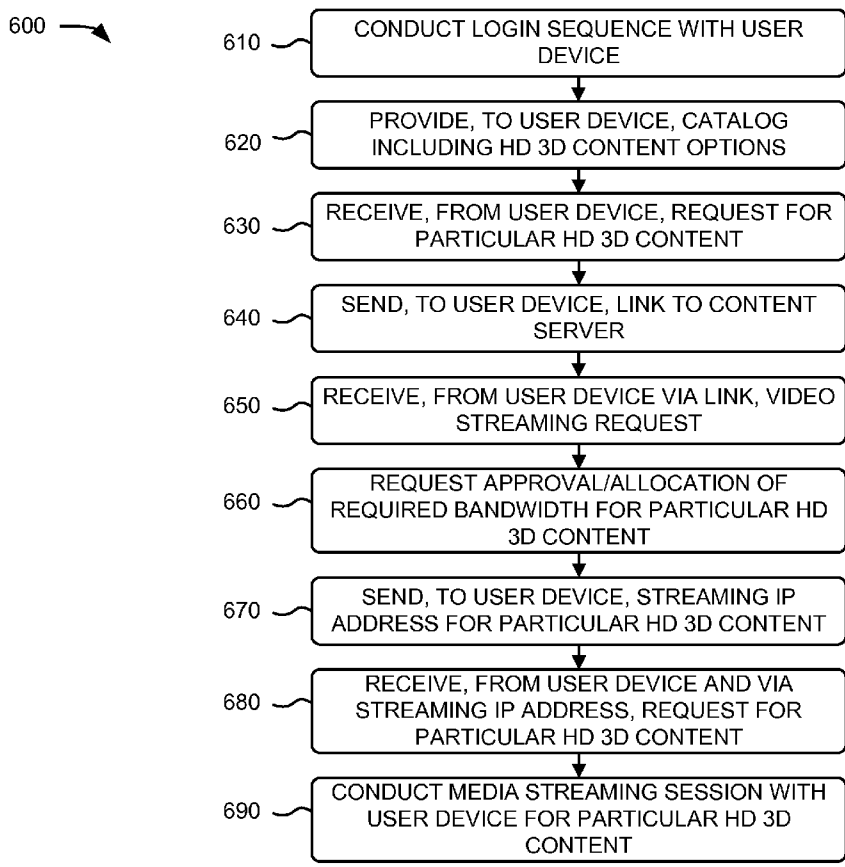 600
610
CONDUCT LOGIN SEQUENCE WITH USER
DEVICE
620
PROVIDE, TO USER DEVICE, CATALOG
INCLUDING HD 3D CONTENT OPTIONS
630
RECEIVE, FROM USER DEVICE, REQUEST FOR
PARTICULAR HD 3D CONTENT
640
SEND, TO USER DEVICE, LINK TO CONTENT
SERVER
650
RECEIVE, FROM USER DEVICE VIA LINK, VIDEO
STREAMING REQUEST
660
REQUEST APPROVAL/ALLOCATION OF
REQUIRED BANDWIDTH FOR PARTICULAR HD
3D CONTENT
670
SEND, TO USER DEVICE, STREAMING IP
ADDRESS FOR PARTICULAR HD 3D CONTENT
680
RECEIVE, FROM USER DEVICE AND VIA
STREAMING IP ADDRESS, REQUEST FOR
PARTICULAR HD 3D CONTENT
690
CONDUCT MEDIA STREAMING SESSION WITH
USER DEVICE FOR PARTICULAR HD 3D
CONTENT